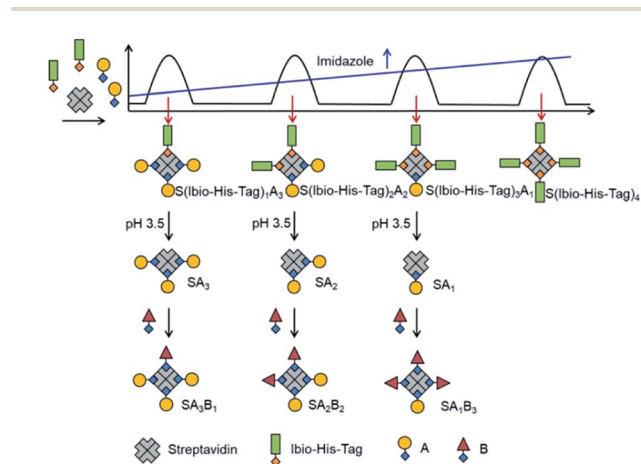 Imidazole
S(Ibio-His-Tag)₁A₃ S(Ibio-His-Tag)₂A₂ S(Ibio-His-Tag)₃A₁ S(Ibio-His-Tag)₄
pH 3.5 pH 3.5 pH 3.5
SA₃ SA₂ SA₁
SA₃B₁ SA₂B₂ SA₁B₃
Streptavidin Ibio-His-Tag A B